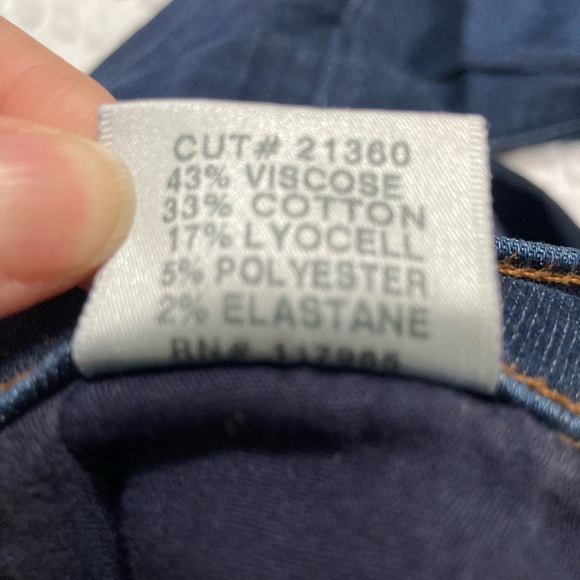 CUT# 21360
43% VISCOSE
33% COTTON
17% LYOCELL
5% POLYESTER
2% ELASTANE
RN#